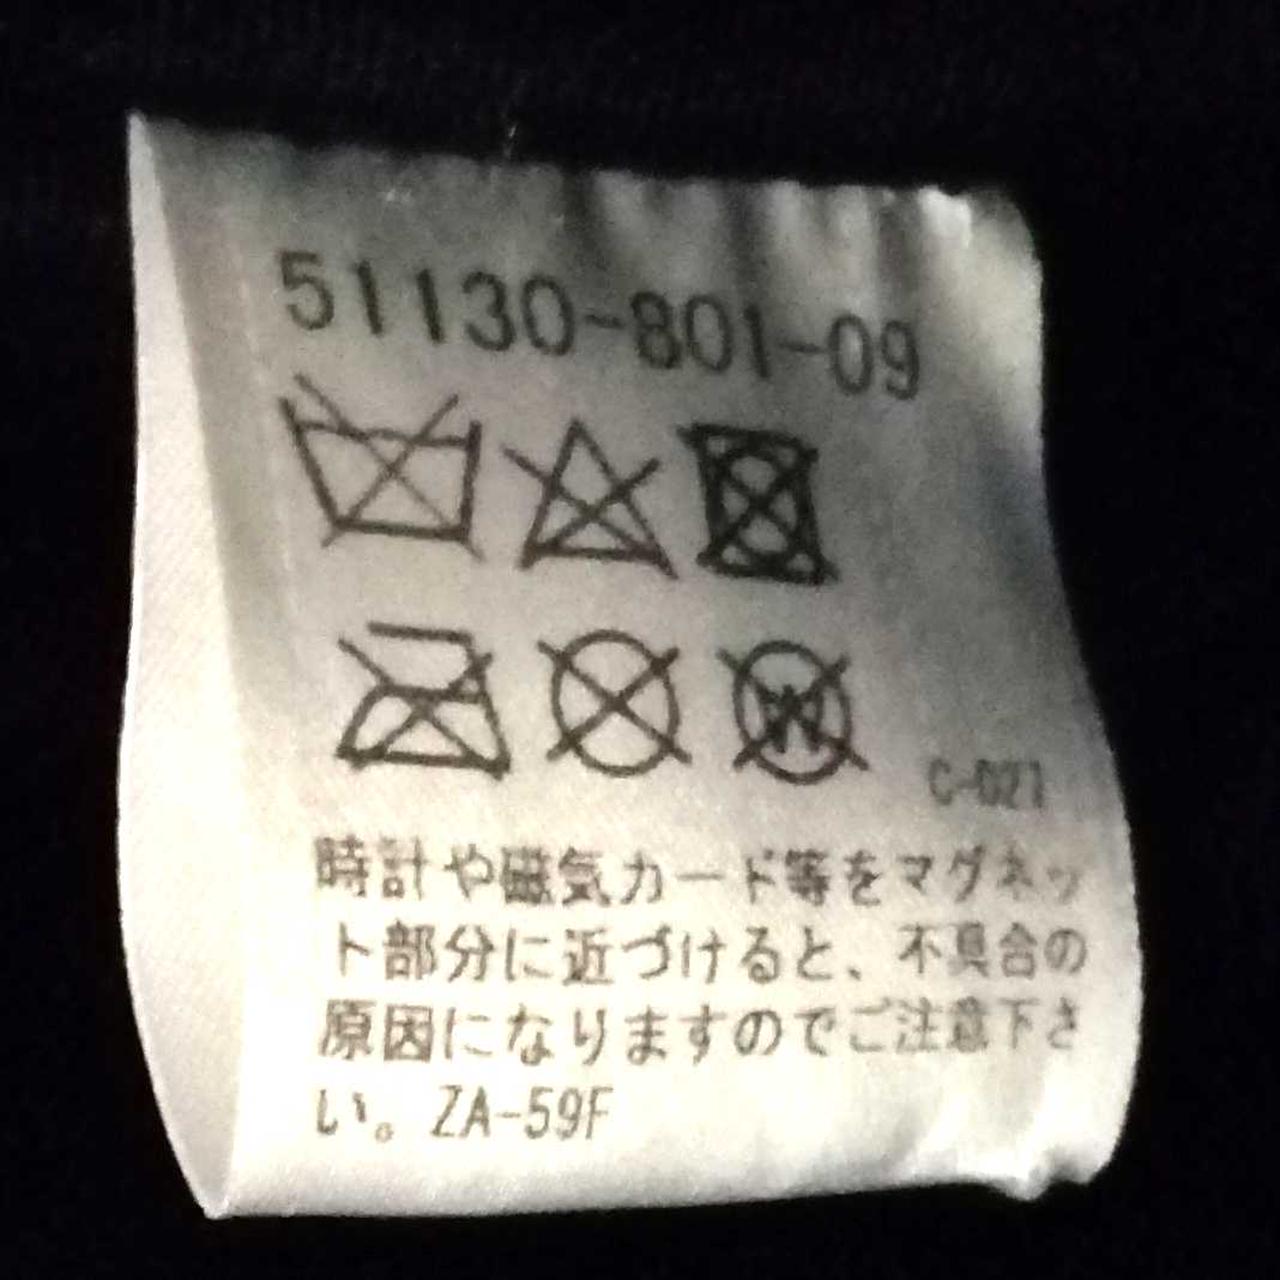 51130-801-09
W
C-021
時計や磁気カード等をマグネッ
ト部分に近づけると、不具合の
原因になりますのでご注意下さ
い。ZA-59F